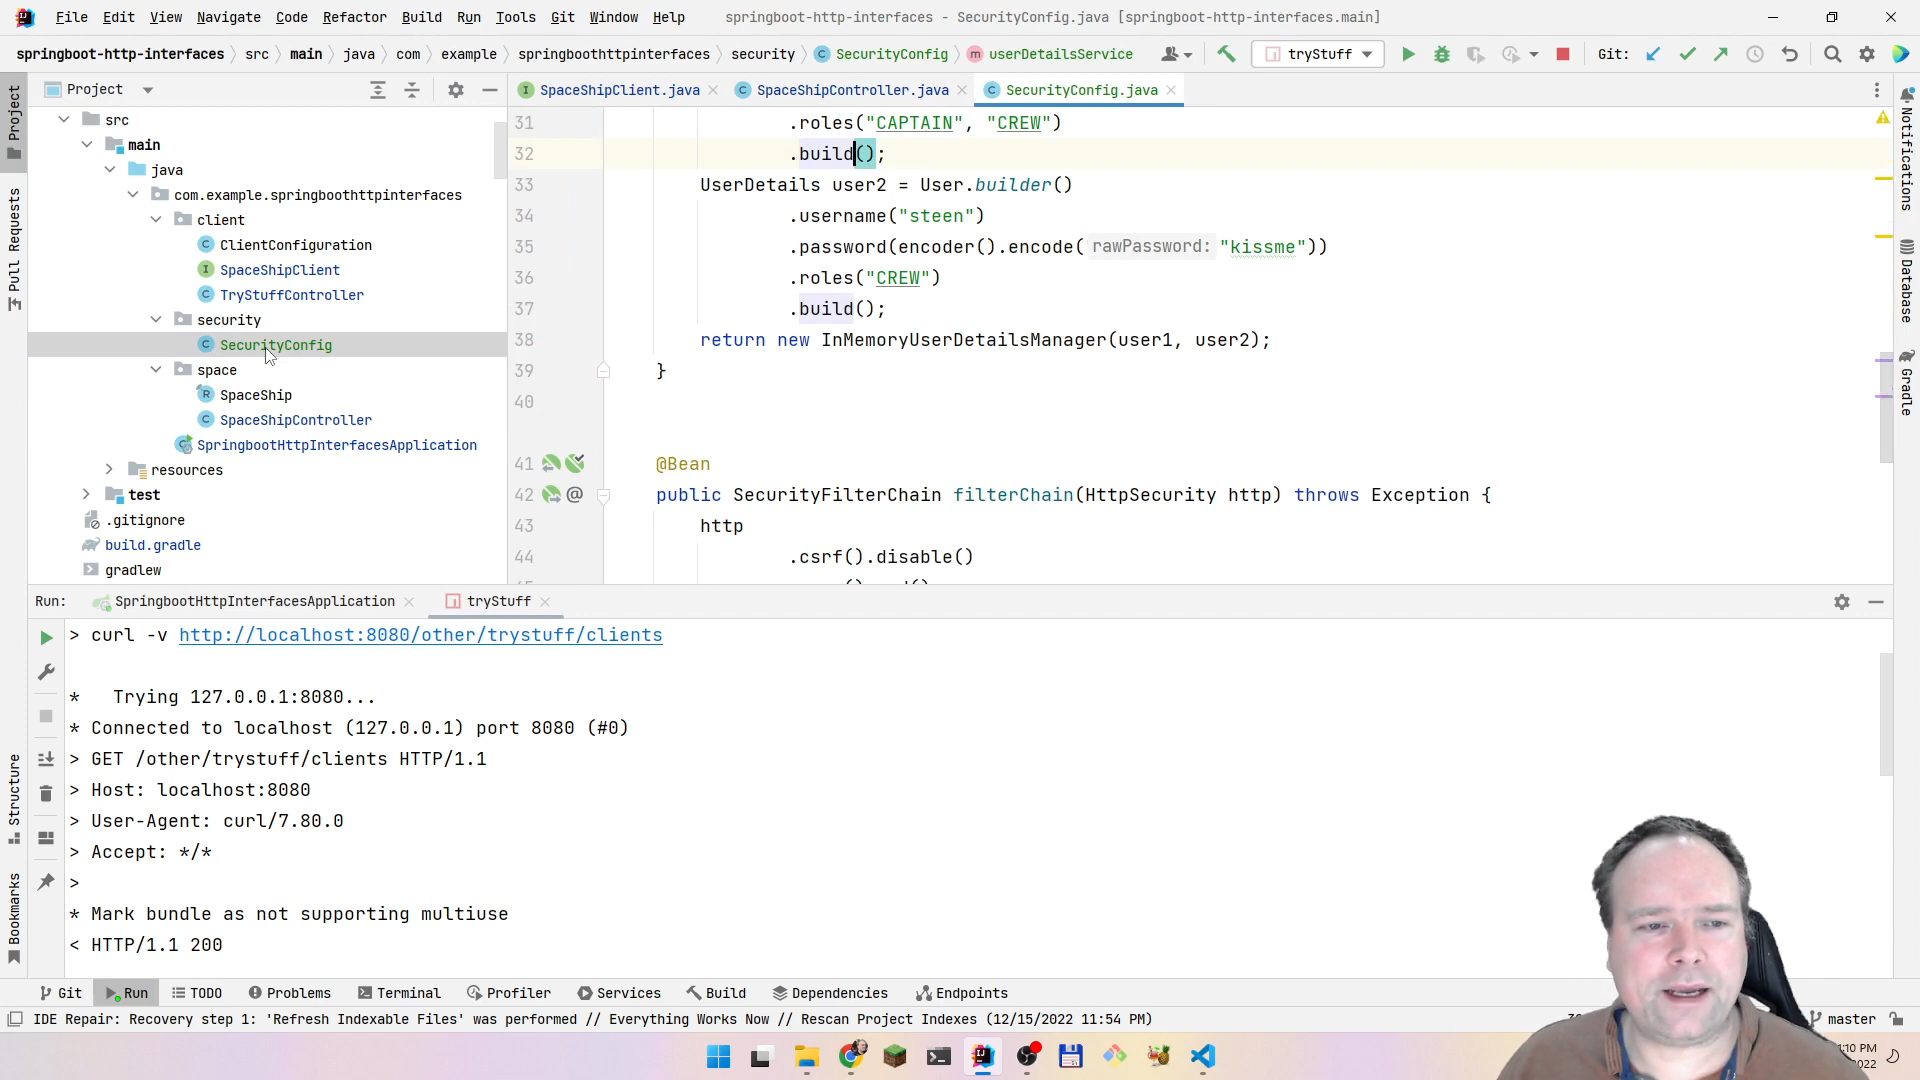 File Edit View Navigate Code Refactor Build Run Tools Git Window Help springboot-http-interfaces - SecurityConfig.java [springboot-http-interfaces.main]
springboot-http-interfaces src main java com example springboothttpinterfaces security SecurityConfig userDetailsService tryStuff Git:
Project
SpaceShipClient.java SpaceShipController.java SecurityConfig.java
src
main
java
com.example.springboothttpinterfaces
client
ClientConfiguration
SpaceShipClient
TryStuffController
security
SecurityConfig
space
SpaceShip
SpaceShipController
SpringbootHttpInterfacesApplication
resources
test
.gitignore
build.gradle
gradlew
31 .roles("CAPTAIN", "CREW")
32 .build();
33 UserDetails user2 = User.builder()
34 .username("steen")
35 .password(encoder().encode( rawPassword: "kissme"))
36 .roles("CREW")
37 .build();
38 return new InMemoryUserDetailsManager(user1, user2);
39 }
40
41 @Bean
42 public SecurityFilterChain filterChain(HttpSecurity http) throws Exception {
43 http
44 .csrf().disable()
Project
Pull Requests
Structure
Bookmarks
Notifications
Database
Gradle
Run: SpringbootHttpInterfacesApplication tryStuff
> curl -v http://localhost:8080/other/trystuff/clients
* Trying 127.0.0.1:8080...
* Connected to localhost (127.0.0.1) port 8080 (#0)
> GET /other/trystuff/clients HTTP/1.1
> Host: localhost:8080
> User-Agent: curl/7.80.0
> Accept: */*
>
* Mark bundle as not supporting multiuse
< HTTP/1.1 200
Git Run TODO Problems Terminal Profiler Services Build Dependencies Endpoints
IDE Repair: Recovery step 1: 'Refresh Indexable Files' was performed // Everything Works Now // Rescan Project Indexes (12/15/2022 11:54 PM)
master
:10 PM
2022